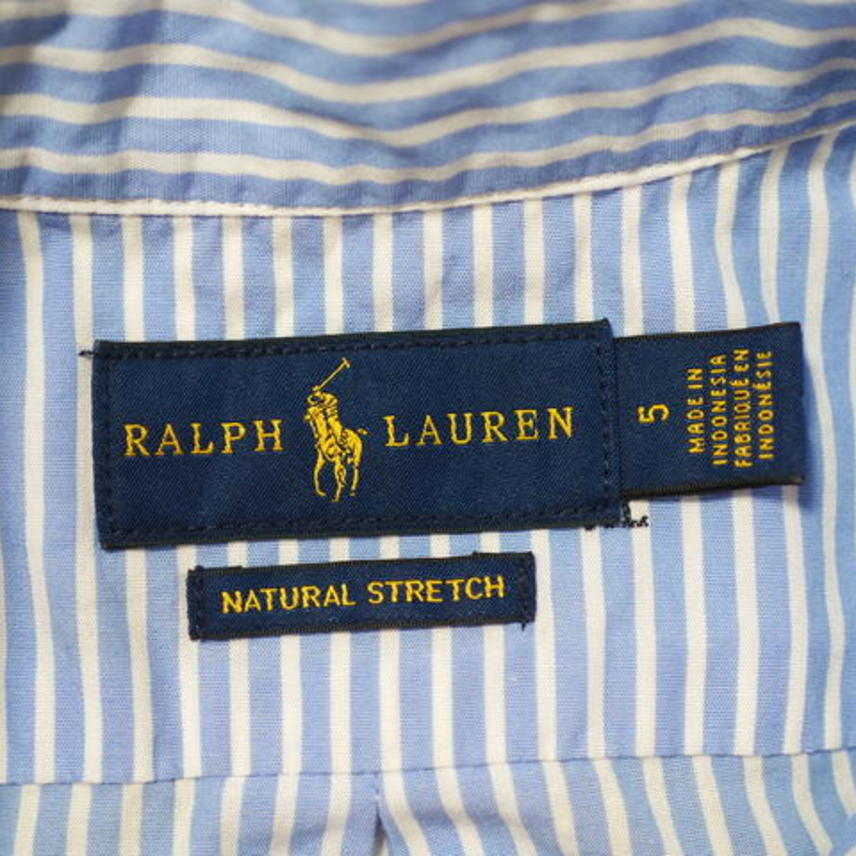 RALPH LAUREN
5
MADE IN
INDONESIA
FABRIQUÉ EN
INDONÉSIE
NATURAL STRETCH